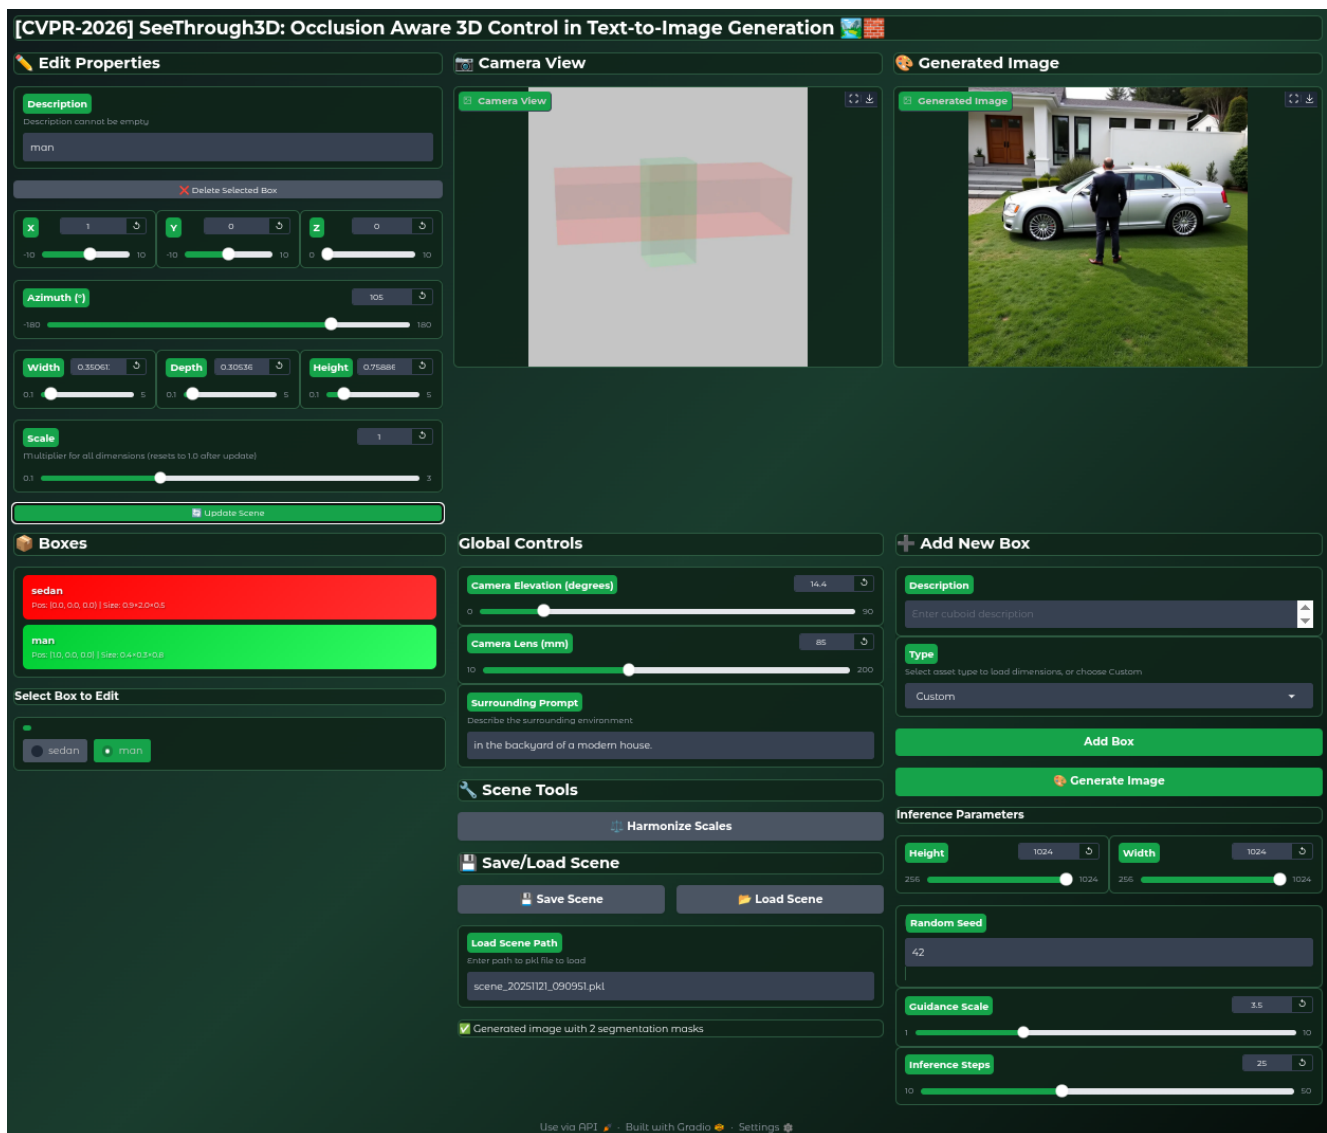 [CVPR-2026] SeeThrough3D: Occlusion Aware 3D Control in Text-to-Image Generation
Edit Properties
Description
Description cannot be empty
man
Delete Selected Box
X 1
-10 10
Y 0
-10 10
Z 0
0 10
Azimuth (°) 105
-180 180
Width 0.35061
0.1 5
Depth 0.30536
0.1 5
Height
0.1 5
Scale 1
Multiplier for all dimensions (resets to 1.0 after update)
0.1 3
Update Scene
Camera View
Camera View
Generated Image
Generated Image
Boxes
sedan
Pos: (0.0, 0.0, 0.0) | Size: 0.9×2.0×0.5
man
Pos: (1.0, 0.0, 0.0) | Size: 0.4×0.3×0.8
Select Box to Edit
sedan man
Global Controls
Camera Elevation (degrees) 14.4
0 90
Camera Lens (mm) 85
10 200
Surrounding Prompt
Describe the surrounding environment
in the backyard of a modern house.
Scene Tools
Harmonize Scales
Save/Load Scene
Save Scene Load Scene
Load Scene Path
Enter path to pkl file to load
scene_20251121_090951.pkl
Generated image with 2 segmentation masks
Add New Box
Description
Enter cuboid description
Type
Select asset type to load dimensions, or choose Custom
Custom
Add Box
Generate Image
Inference Parameters
Height 1024
256 1024
Width 1024
256 1024
Random Seed
42
Guidance Scale 3.5
1 10
Inference Steps 25
10 50
Use via API · Built with Gradio · Settings